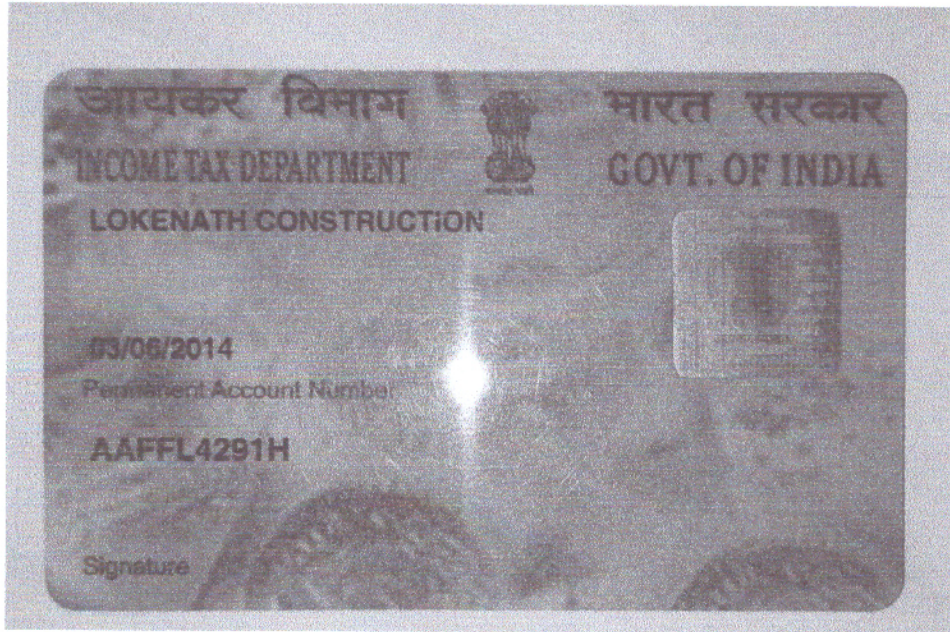 आयकर विभाग भारत सरकार
INCOME TAX DEPARTMENT GOVT. OF INDIA
LOKENATH CONSTRUCTION
03/06/2014
Permanent Account Number
AAFFL4291H
Signature